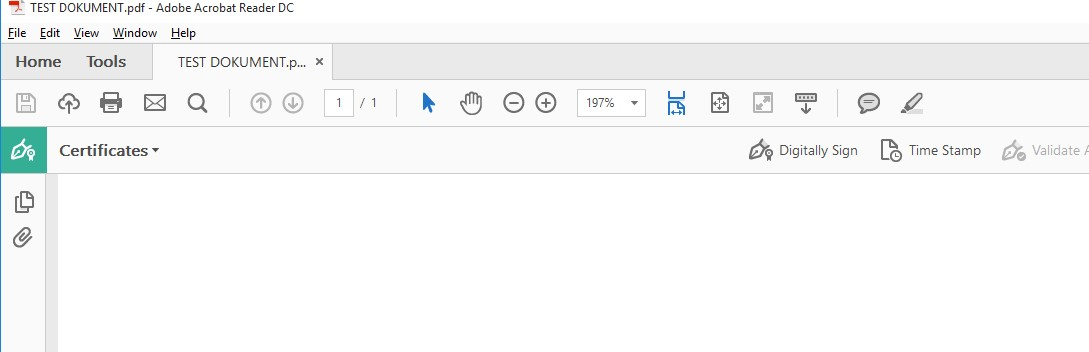 TEST DOKUMENT.pdf - Adobe Acrobat Reader DC
File Edit View Window Help
Home Tools TEST DOKUMENT.p... ×
1 / 1 197%
Certificates Digitally Sign Time Stamp Validate A